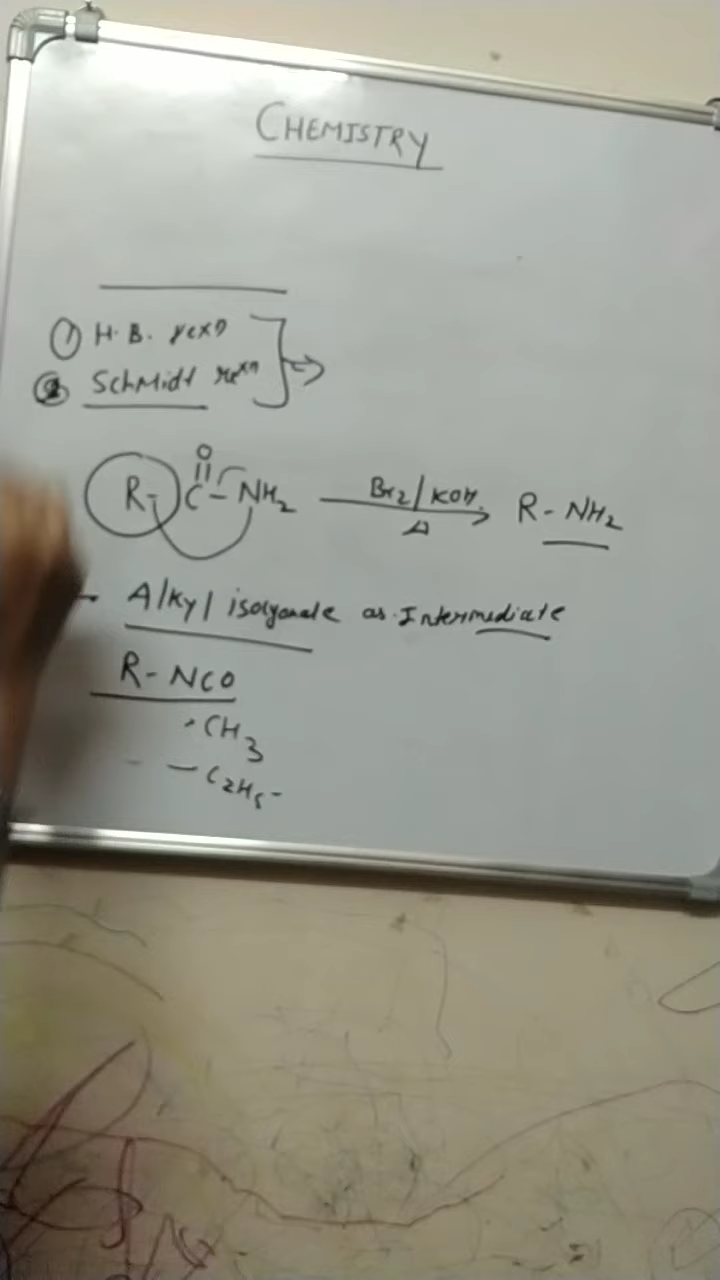 CHEMISTRY
① H.B. rexn
② Schmidt rexn
R-C-NH2 Br2/KOH R-NH2
O
Δ
Alkyl isocyanate as Intermediate
R-NCO
CH3
-C2H5-